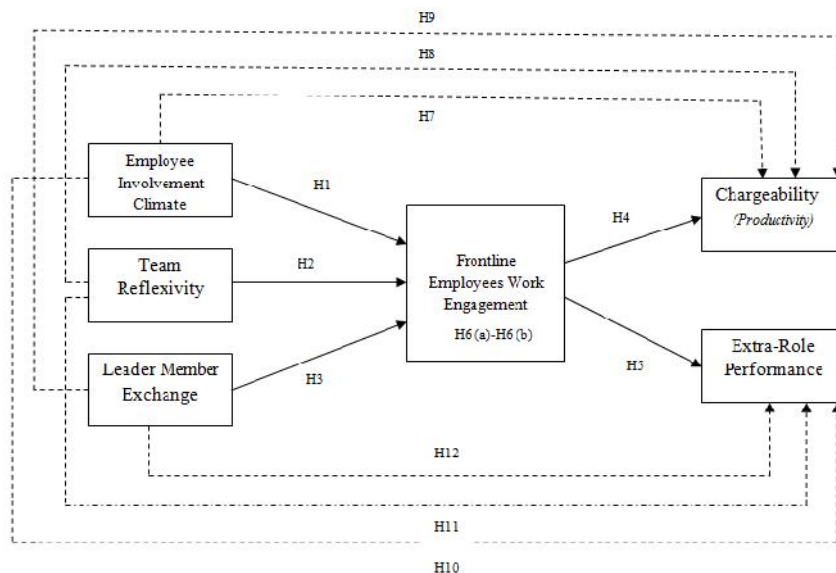 H9
H8
H7
Employee
Involvement
Climate
H1
Team
Reflexivity
H2
Leader Member
Exchange
H3
Frontline
Employees Work
Engagement
H6(a)-H6(b)
H4
H5
Chargeability
(Productivity)
Extra-Role
Performance
H12
H11
H10